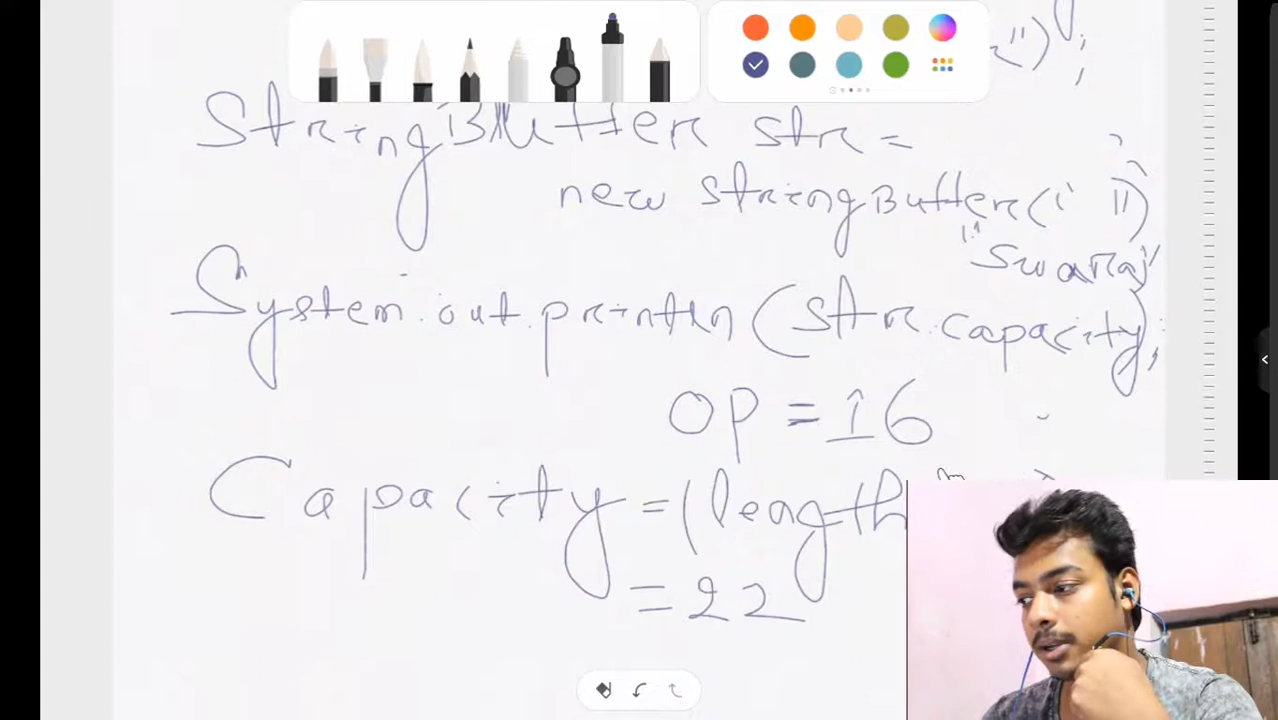 ");
StringBuffer str =
new StringBuffer(" ")
"Swaraj"
System.out.println(str.capacity);
OP = 16
Capacity = (length
= 22